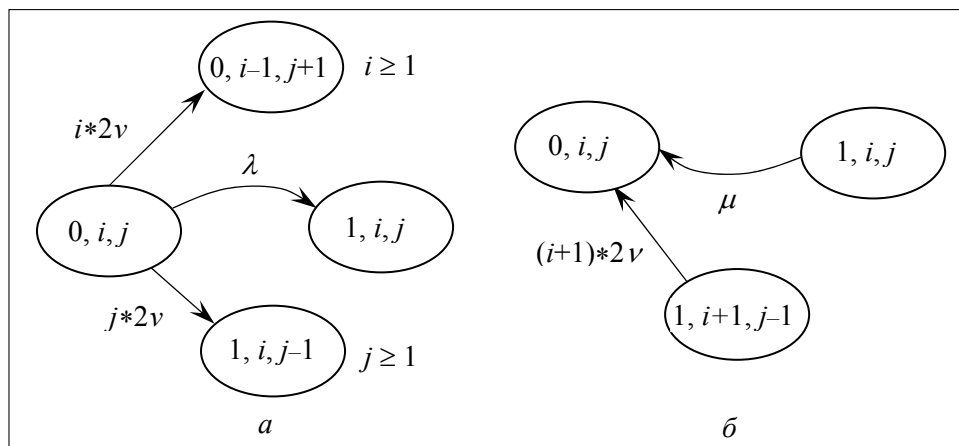 0, i–1, j+1 i ≥ 1
i*2ν
λ
0, i, j
1, i, j
j*2ν
1, i, j–1 j ≥ 1
а
0, i, j
1, i, j
μ
(i+1)*2ν
1, i+1, j–1
б